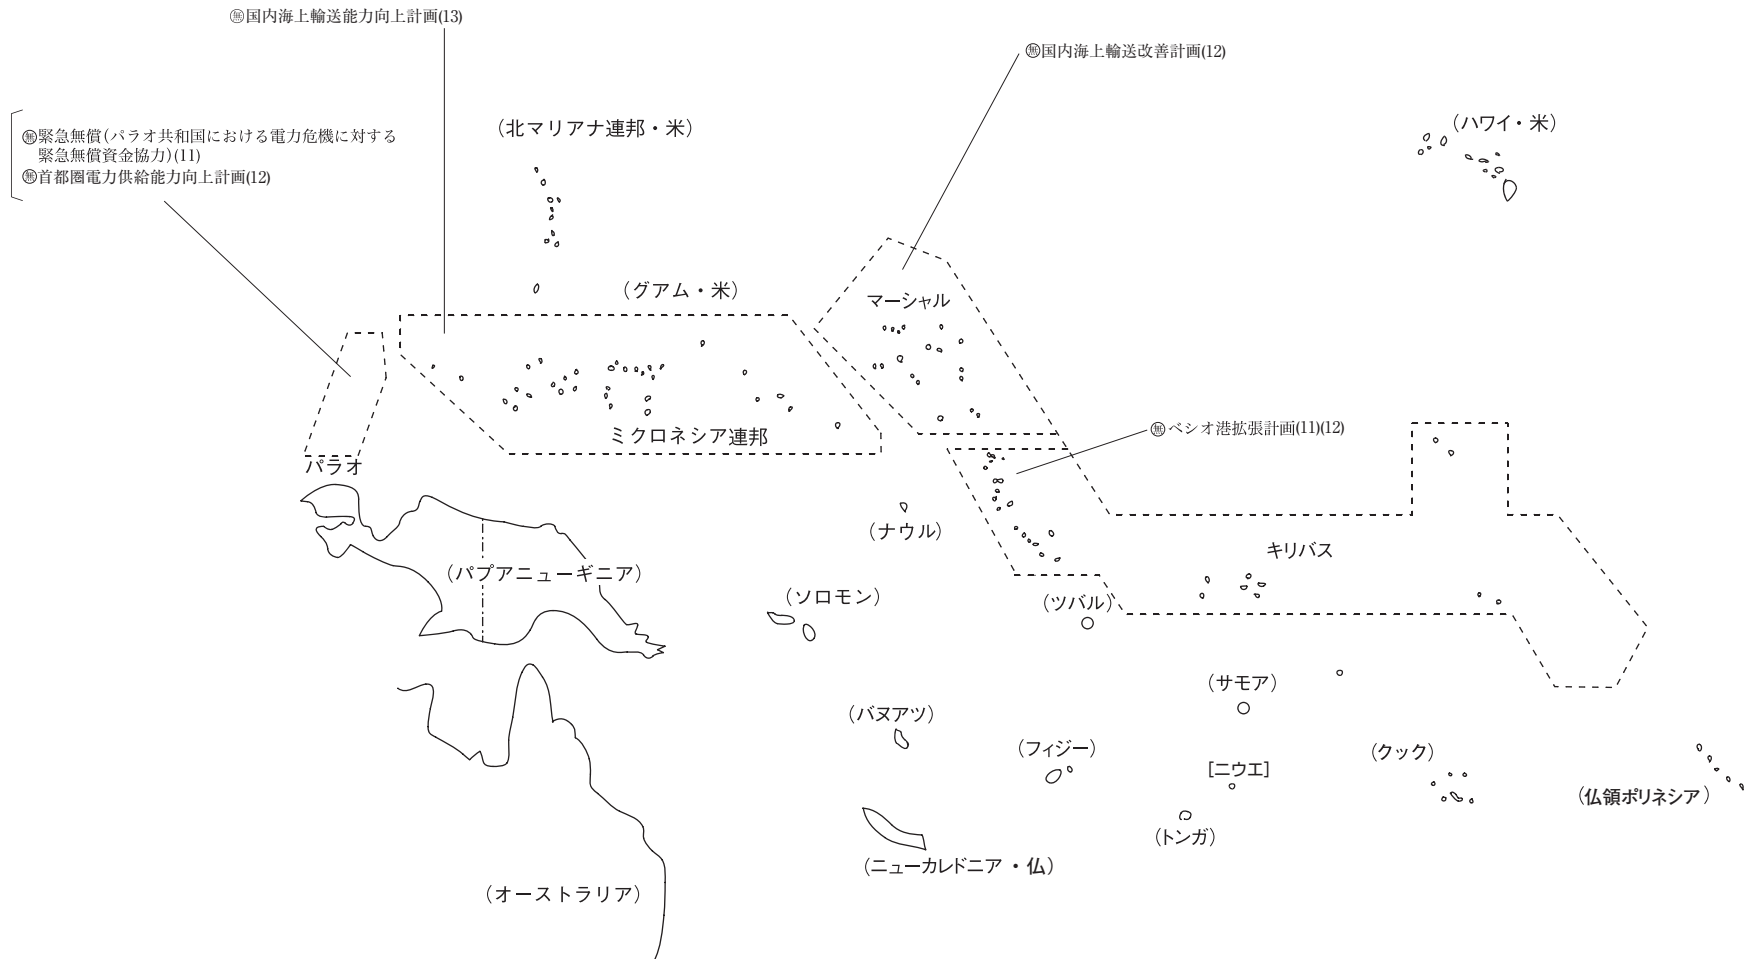 ㊇国内海上輸送能力向上計画(13)
㊇国内海上輸送改善計画(12)
㊇緊急無償(パラオ共和国における電力危機に対する
緊急無償資金協力)(11)
㊇首都圏電力供給能力向上計画(12)
(北マリアナ連邦・米)
(ハワイ・米)
(グアム・米)
マーシャル
ミクロネシア連邦
㊇ベシオ港拡張計画(11)(12)
パラオ
(ナウル)
キリバス
(パプアニューギニア)
(ソロモン)
(ツバル)
(サモア)
(バヌアツ)
(フィジー)
(クック)
[ニウエ]
(仏領ポリネシア)
(トンガ)
(ニューカレドニア・仏)
(オーストラリア)